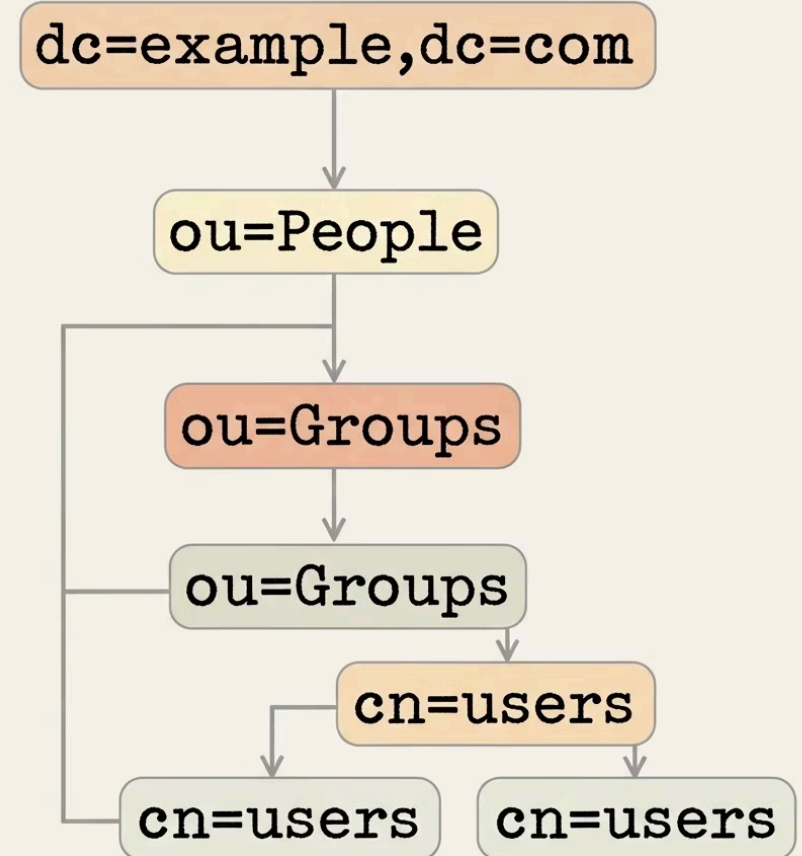 dc=example,dc=com
ou=People
ou=Groups
ou=Groups
cn=users
cn=users
cn=users